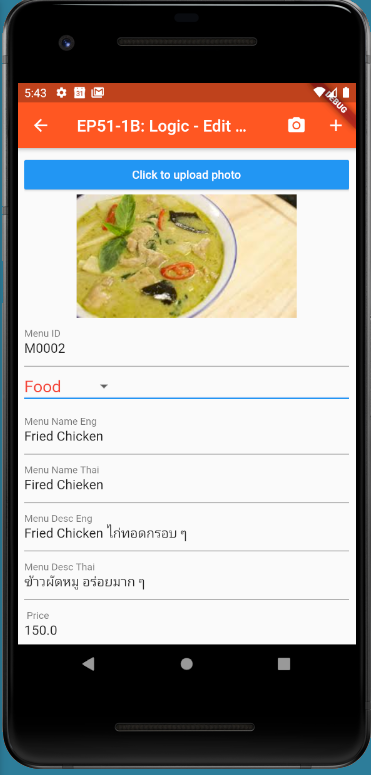 5:43
31
DEBUG
EP51-1B: Logic - Edit ...
Click to upload photo
Menu ID
M0002
Food
Menu Name Eng
Fried Chicken
Menu Name Thai
Fired Chieken
Menu Desc Eng
Fried Chicken ไก่ทอดกรอบ ๆ
Menu Desc Thai
ข้าวผัดหมู อร่อยมาก ๆ
Price
150.0